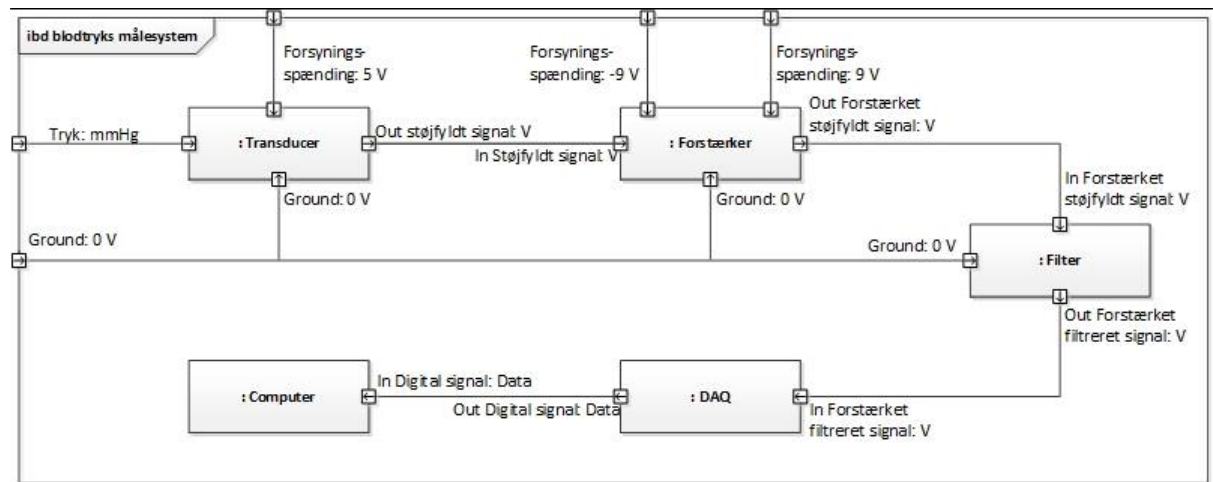 ibd blodtryks målesystem
Forsynings-
spænding: 5 V
Forsynings-
spænding: -9 V
Forsynings-
spænding: 9 V
Tryk: mmHg
: Transducer
Out støjfyldt signal: V
In Støjfyldt signal: V
: Forstærker
Out Forstærket
støjfyldt signal: V
Ground: 0 V
Ground: 0 V
In Forstærket
støjfyldt signal: V
Ground: 0 V
Ground: 0 V
: Filter
Out Forstærket
filtreret signal: V
: Computer
In Digital signal: Data
Out Digital signal: Data
: DAQ
In Forstærket
filtreret signal: V